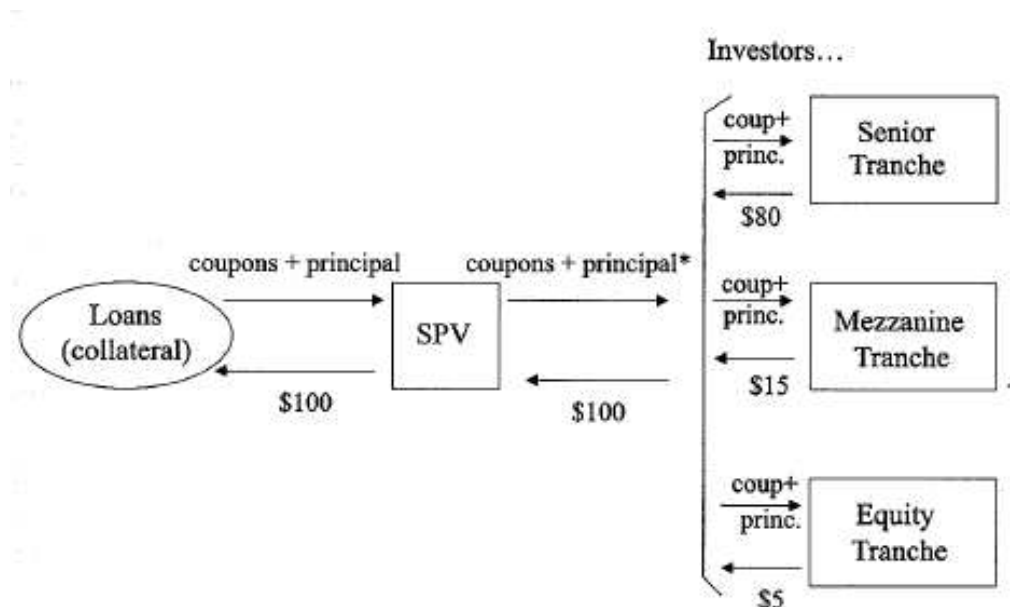 Investors...
coup+
princ.
$80
Senior
Tranche
coupons + principal
coupons + principal*
Loans
(collateral)
SPV
$100
$100
coup+
princ.
$15
Mezzanine
Tranche
coup+
princ.
$5
Equity
Tranche